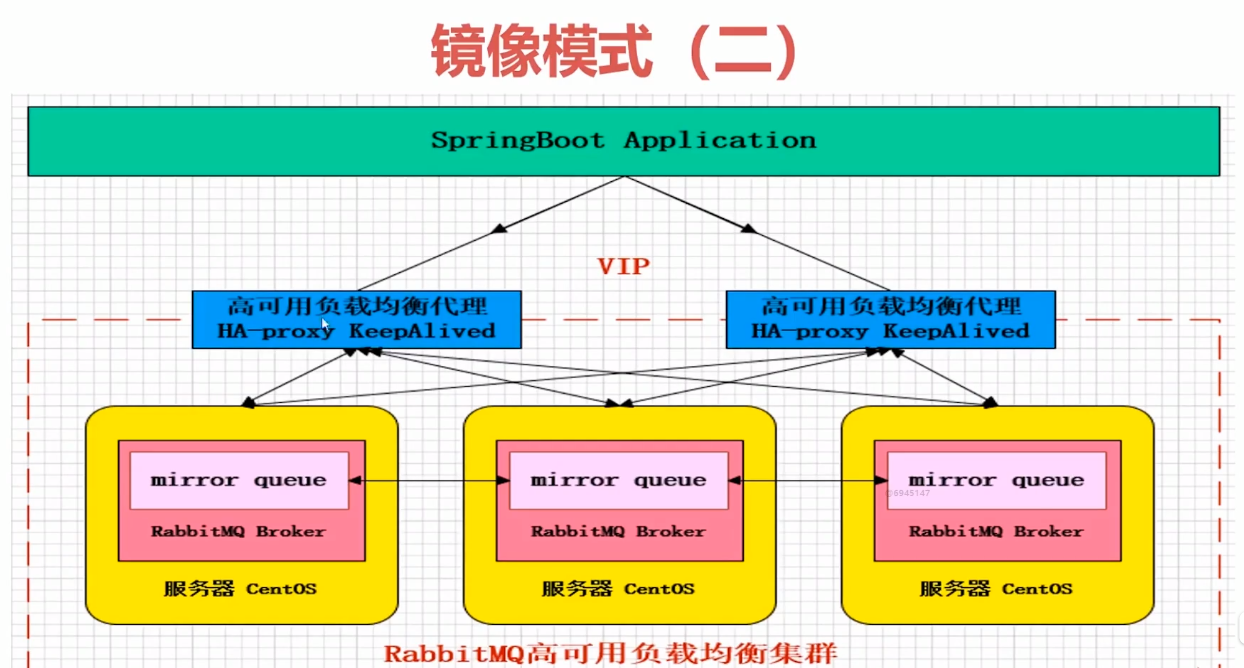 镜像模式（二）
SpringBoot Application
VIP
高可用负载均衡代理
HA-proxy KeepAlived
高可用负载均衡代理
HA-proxy KeepAlived
mirror queue
RabbitMQ Broker
服务器 CentOS
mirror queue
RabbitMQ Broker
服务器 CentOS
mirror queue
6945147
RabbitMQ Broker
服务器 CentOS
RabbitMQ高可用负载均衡集群